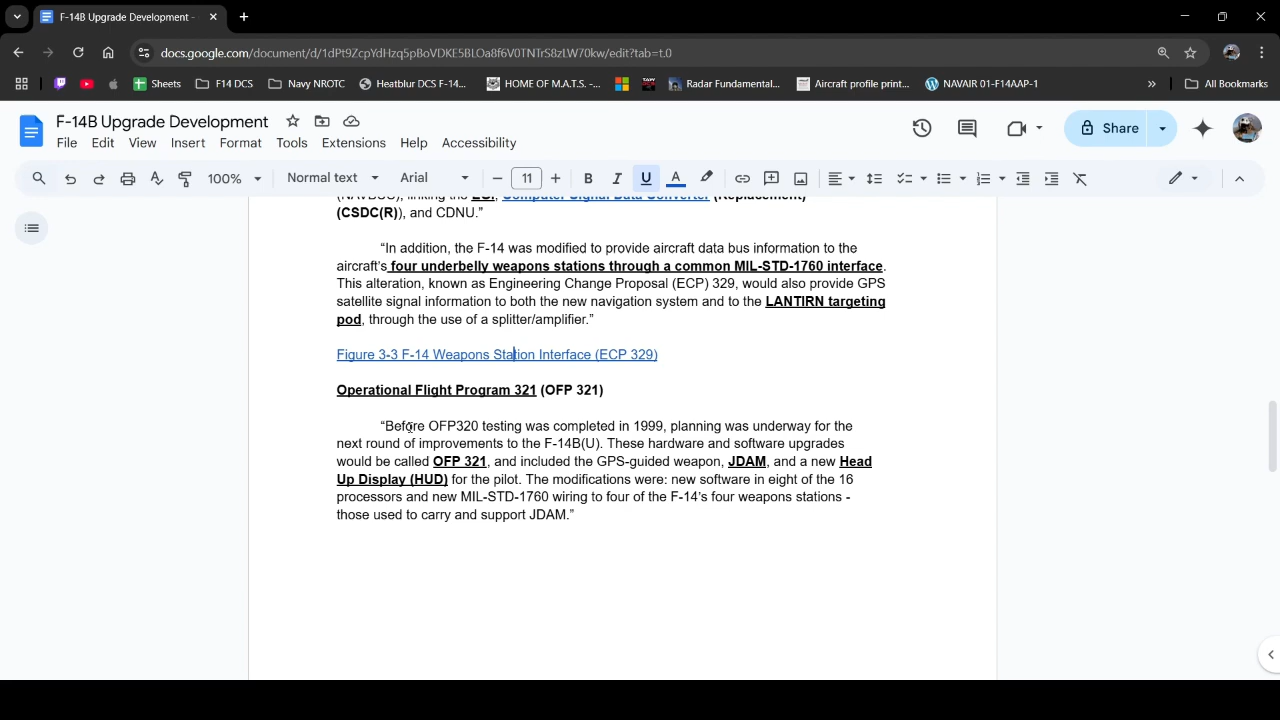 F-14B Upgrade Development -
docs.google.com/document/d/1dPt9ZcpYdHzq5pBoVDKE5BLOa8f6V0TNTrS8zLW70kw/edit?tab=t.0
Sheets F14 DCS Navy NROTC Heatblur DCS F-14... HOME OF M.A.T.S. -... Radar Fundamental... Aircraft profile print... NAVAIR 01-F14AAP-1 » All Bookmarks
F-14B Upgrade Development
Share
File Edit View Insert Format Tools Extensions Help Accessibility
100% Normal text Arial 11 B I U A
(NAVBUS), linking the EGI, Computer Signal Data Converter (Replacement)
(CSDC(R)), and CDNU.”
“In addition, the F-14 was modified to provide aircraft data bus information to the
aircraft’s four underbelly weapons stations through a common MIL-STD-1760 interface.
This alteration, known as Engineering Change Proposal (ECP) 329, would also provide GPS
satellite signal information to both the new navigation system and to the LANTIRN targeting
pod, through the use of a splitter/amplifier.”
Figure 3-3 F-14 Weapons Station Interface (ECP 329)
Operational Flight Program 321 (OFP 321)
“Before OFP320 testing was completed in 1999, planning was underway for the
next round of improvements to the F-14B(U). These hardware and software upgrades
would be called OFP 321, and included the GPS-guided weapon, JDAM, and a new Head
Up Display (HUD) for the pilot. The modifications were: new software in eight of the 16
processors and new MIL-STD-1760 wiring to four of the F-14’s four weapons stations -
those used to carry and support JDAM.”